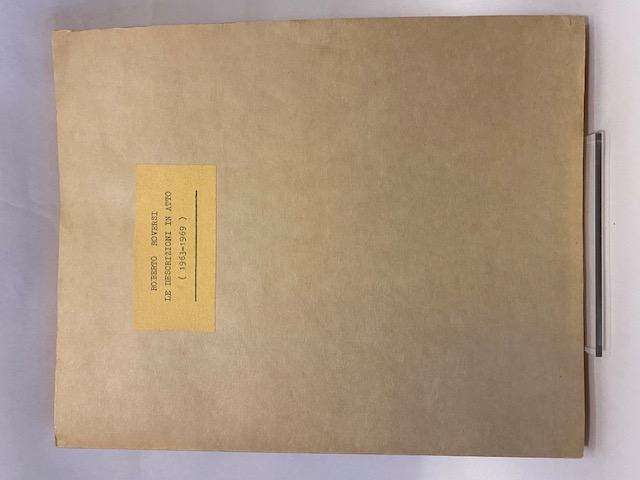 ROBERTO ROVERSI
LE DESCRIZIONI IN ATTO
( 1963-1969 )